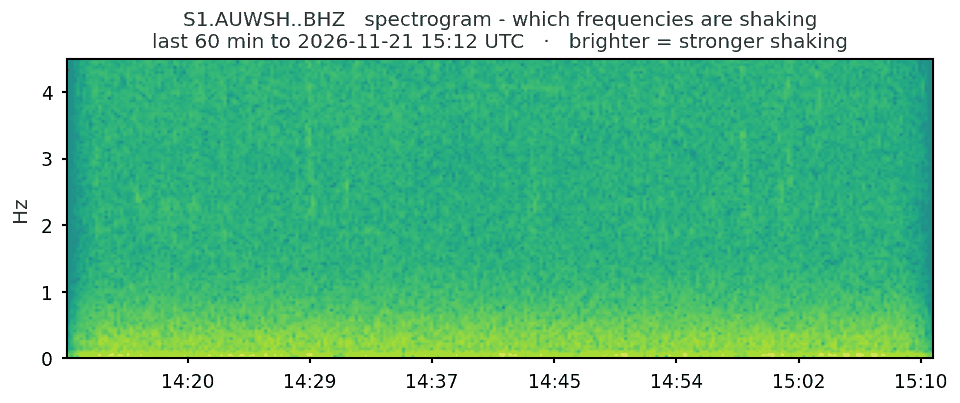 S1.AUWSH..BHZ   spectrogram - which frequencies are shaking
last 60 min to 2026-11-21 15:12 UTC   ·   brighter = stronger shaking
4
3
2
1
0
Hz
14:20 14:29 14:37 14:45 14:54 15:02 15:10